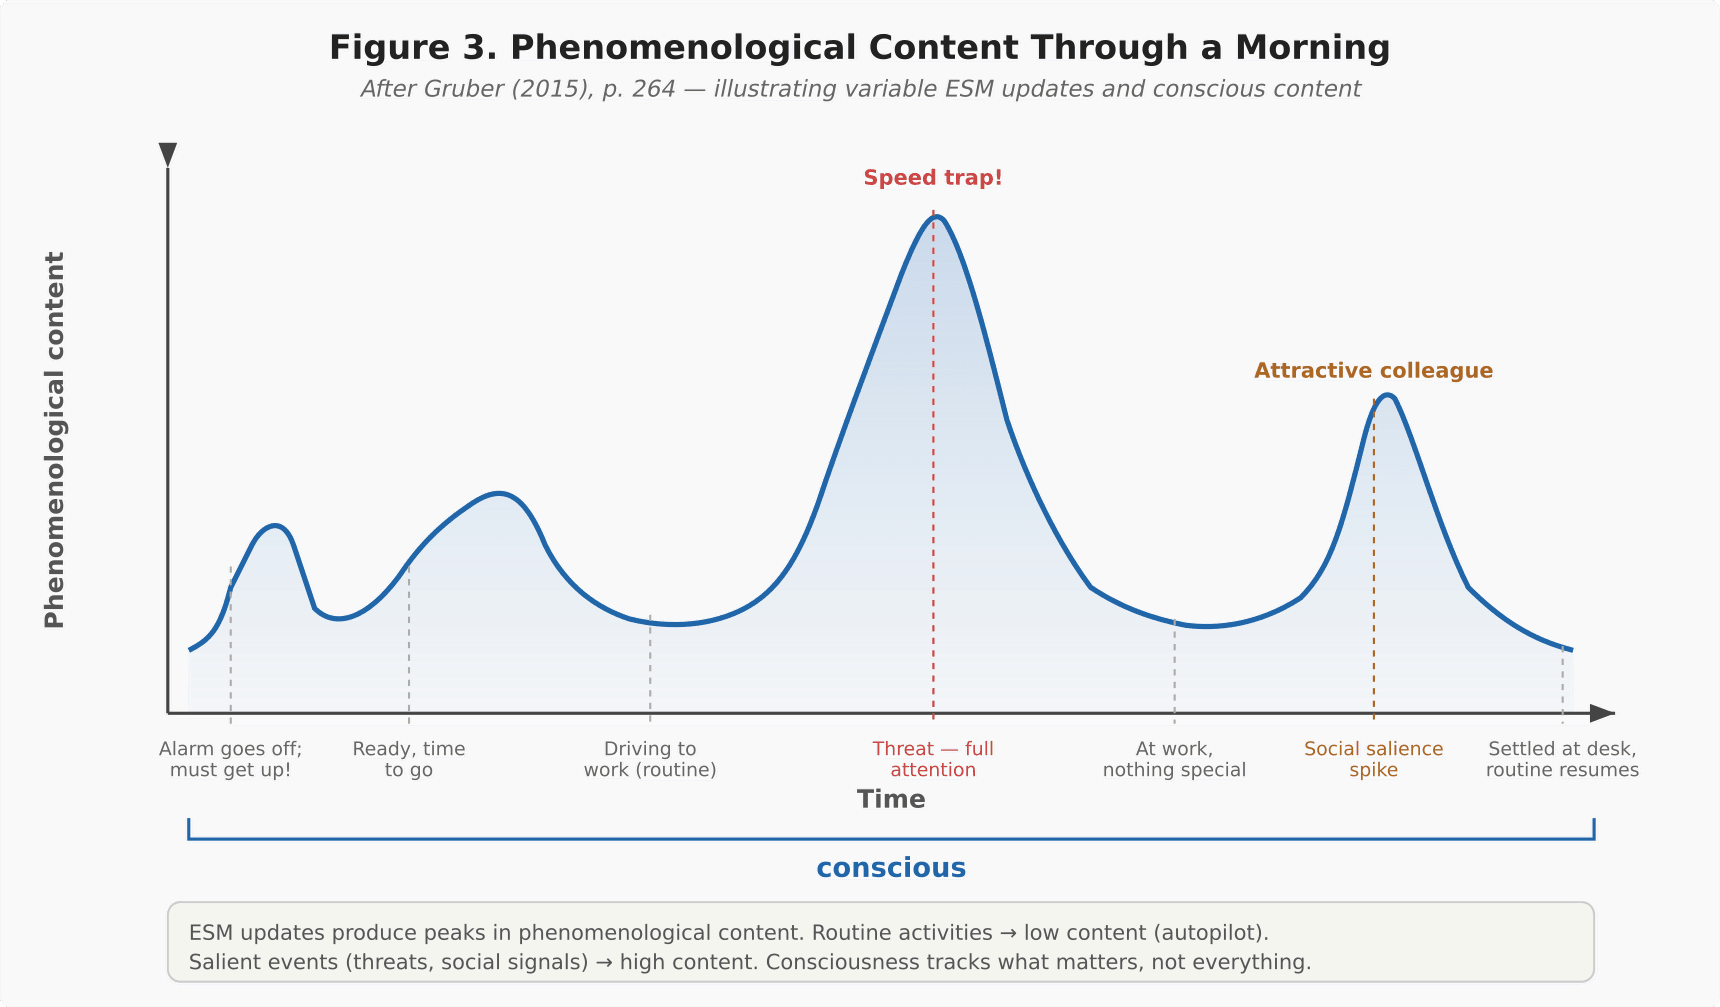 Figure 3. Phenomenological Content Through a Morning
After Gruber (2015), p. 264 — illustrating variable ESM updates and conscious content
Phenomenological content
Speed trap!
Attractive colleague
Alarm goes off;
must get up!
Ready, time
to go
Driving to
work (routine)
Threat — full
attention
At work,
nothing special
Social salience
spike
Settled at desk,
routine resumes
Time
conscious
ESM updates produce peaks in phenomenological content. Routine activities → low content (autopilot).
Salient events (threats, social signals) → high content. Consciousness tracks what matters, not everything.